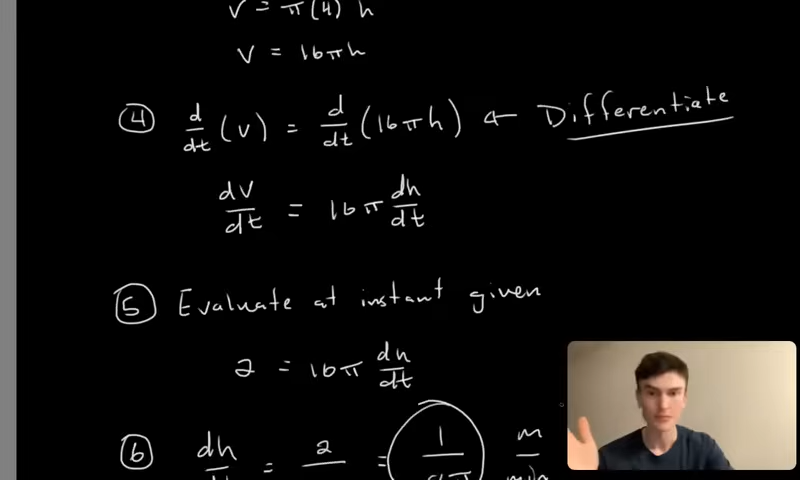 V = π(4) h
V = 16πh
④ d/dt (V) = d/dt (16πh) ← Differentiate
dV/dt = 16π dh/dt
⑤ Evaluate at instant given
2 = 16π dh/dt
⑥ dh = 2 = 1 m